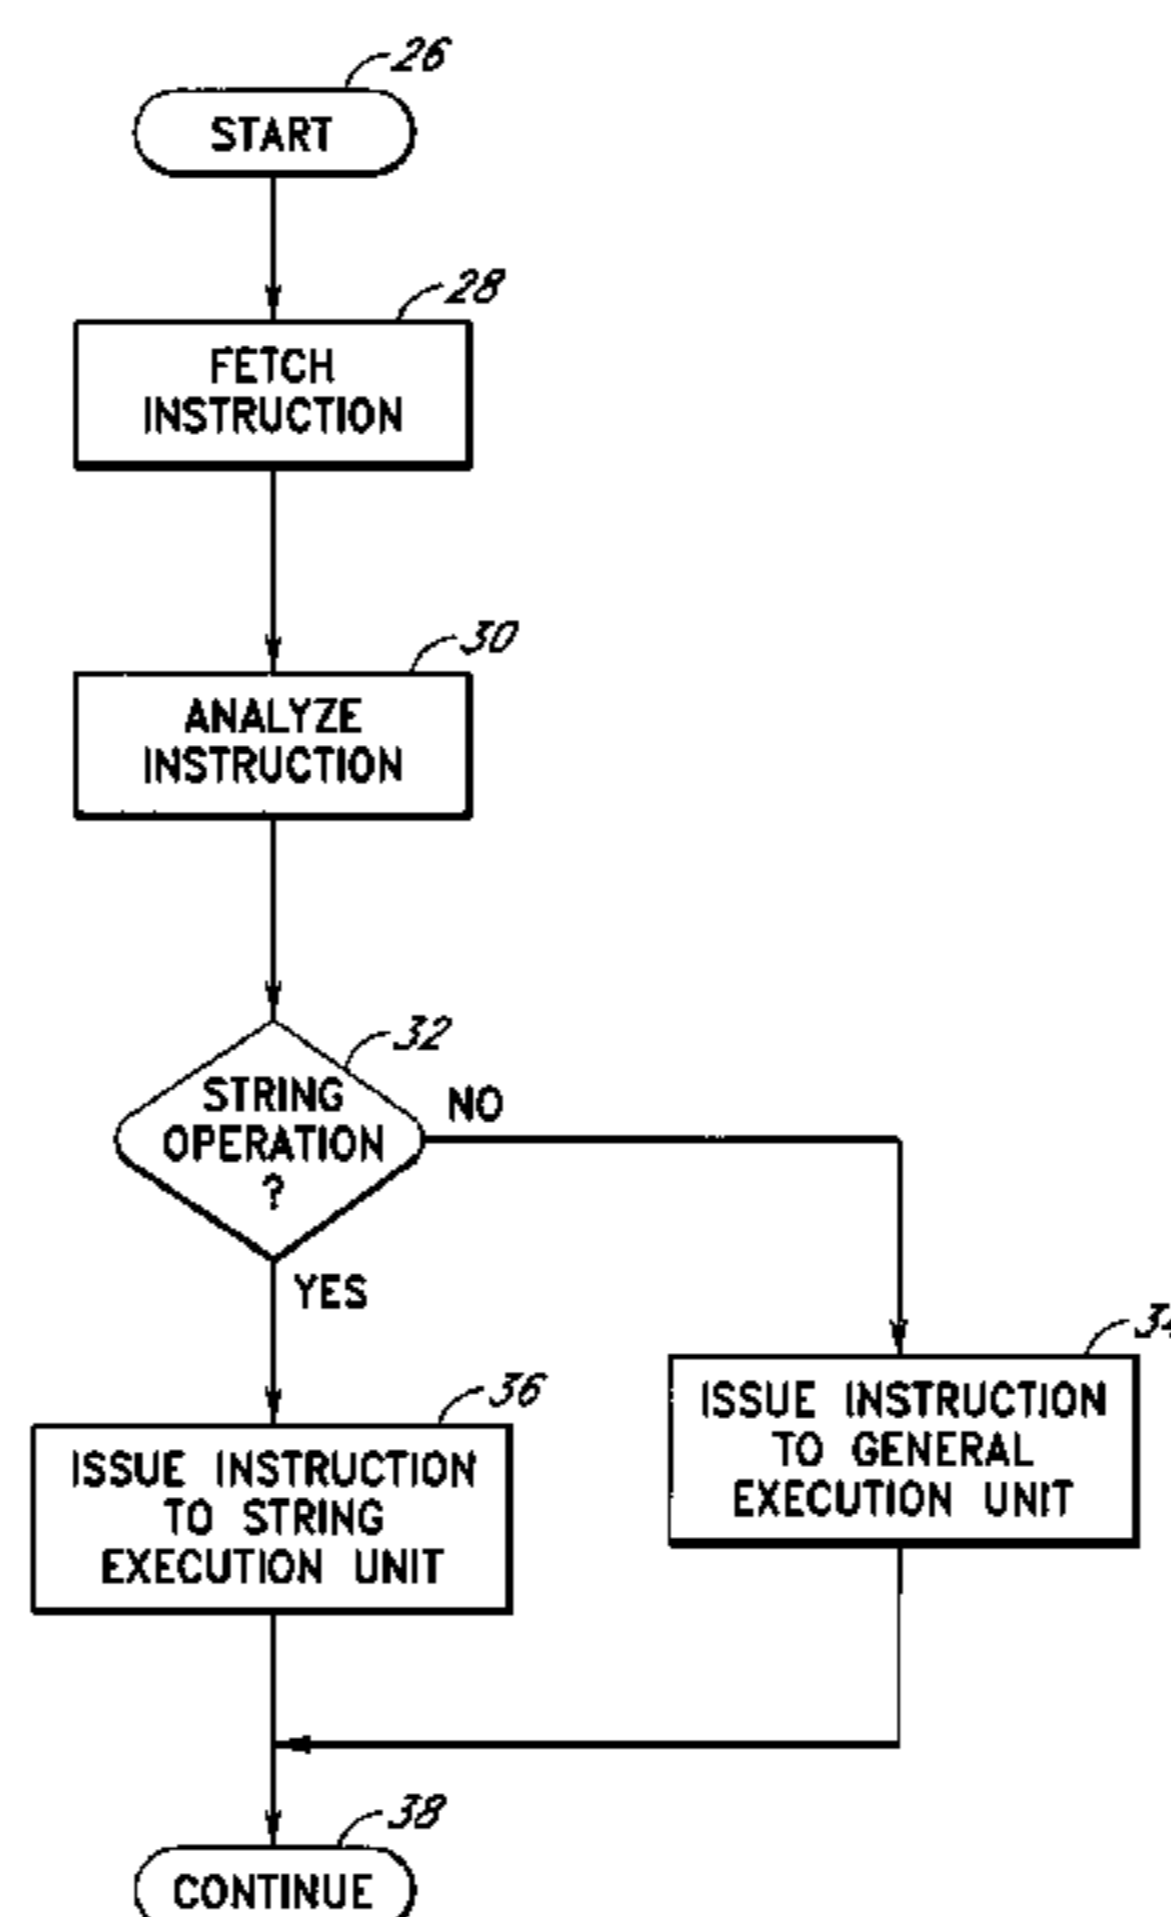 26
START
28
FETCH
INSTRUCTION
30
ANALYZE
INSTRUCTION
32
STRING
OPERATION
?
NO
YES
36
ISSUE INSTRUCTION
TO STRING
EXECUTION UNIT
ISSUE INSTRUCTION
TO GENERAL
EXECUTION UNIT
38
CONTINUE